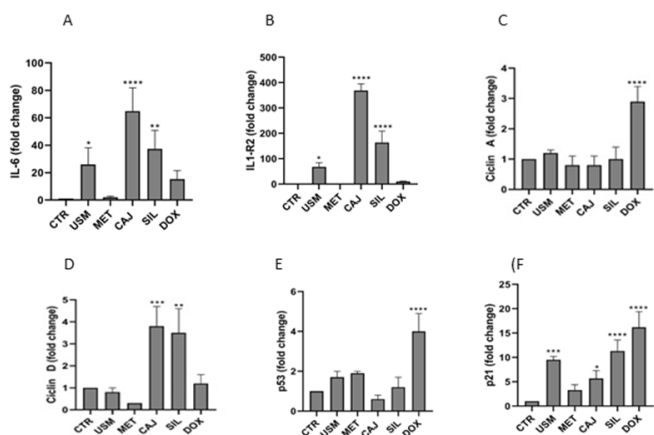 A
IL-6 (fold change)
100
80
60
40
20
0
*
****
**
CTR USM MET CAJ SIL DOX
B
IL1-R2 (fold change)
500
400
300
200
100
0
*
****
****
CTR USM MET CAJ SIL DOX
C
Ciclin A (fold change)
4
3
2
1
0
****
CTR USM MET CAJ SIL DOX
D
Ciclin D (fold change)
5
4
3
2
1
0
***
**
CTR USM MET CAJ SIL DOX
E
p53 (fold change)
6
4
2
0
****
CTR USM MET CAJ SIL DOX
(F
p21 (fold change)
25
20
15
10
5
0
***
*
****
****
CTR USM MET CAJ SIL DOX